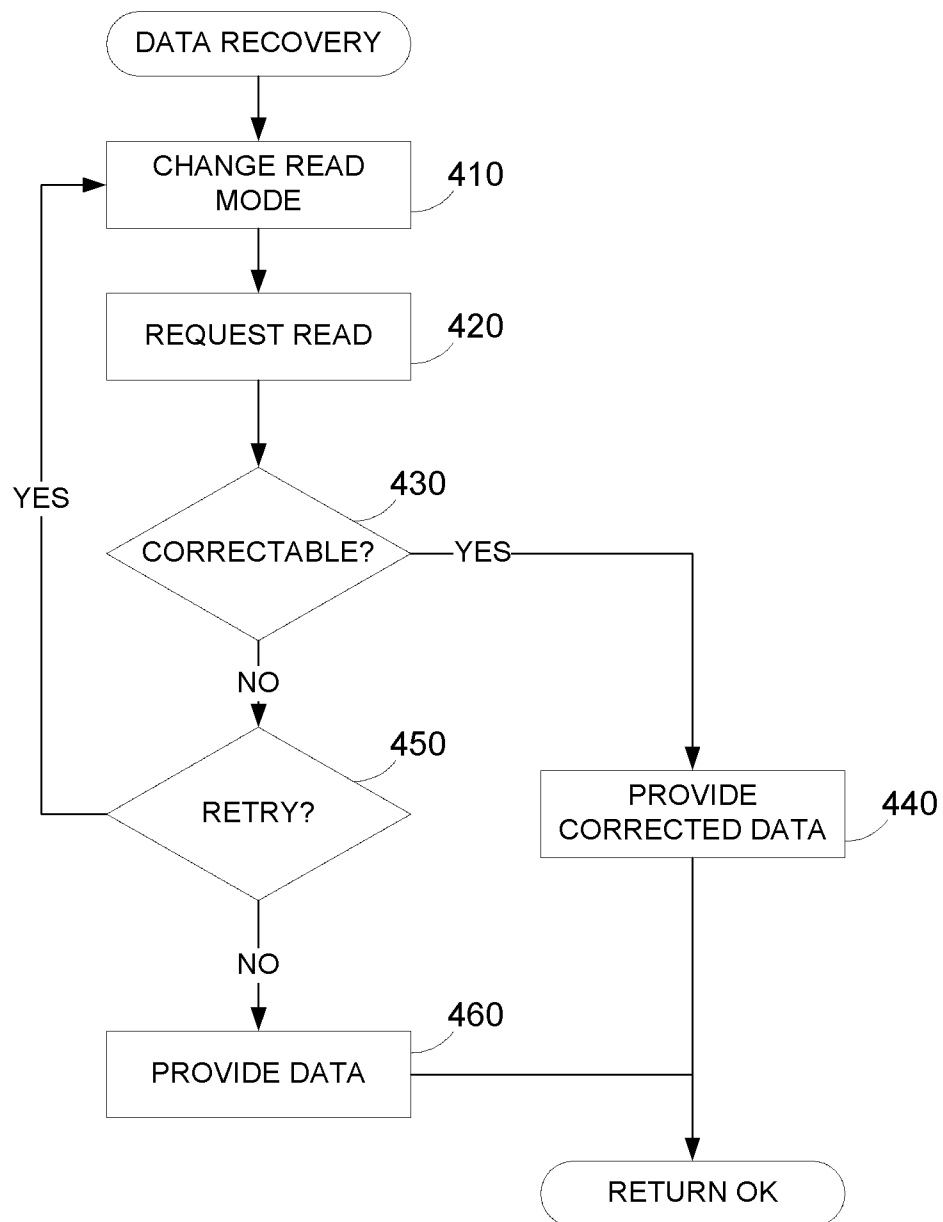 DATA RECOVERY
CHANGE READ
MODE
410
REQUEST READ
420
430
YES
CORRECTABLE?
YES
NO
450
RETRY?
PROVIDE
CORRECTED DATA
440
NO
460
PROVIDE DATA
RETURN OK